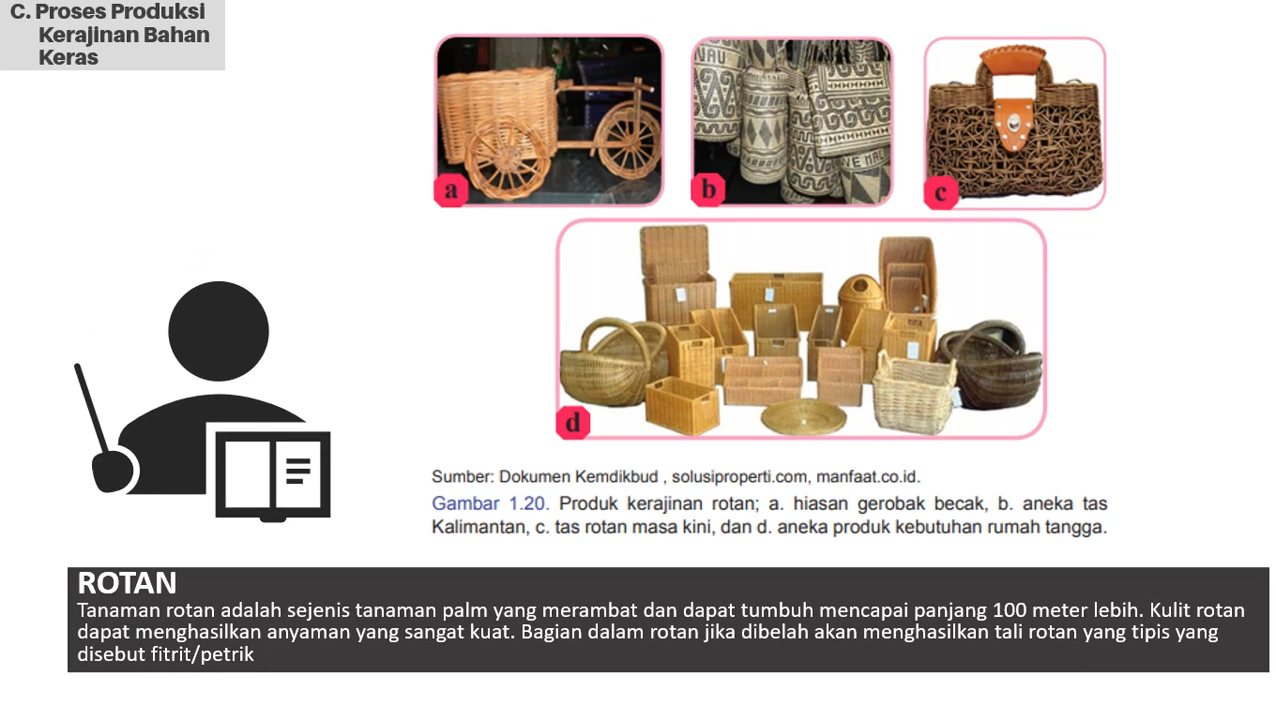 C. Proses Produksi
Kerajinan Bahan
Keras
NAU
a
b
c
d
Sumber: Dokumen Kemdikbud , solusiproperti.com, manfaat.co.id.
Gambar 1.20. Produk kerajinan rotan; a. hiasan gerobak becak, b. aneka tas
Kalimantan, c. tas rotan masa kini, dan d. aneka produk kebutuhan rumah tangga.
ROTAN
Tanaman rotan adalah sejenis tanaman palm yang merambat dan dapat tumbuh mencapai panjang 100 meter lebih. Kulit rotan
dapat menghasilkan anyaman yang sangat kuat. Bagian dalam rotan jika dibelah akan menghasilkan tali rotan yang tipis yang
disebut fitrit/petrik